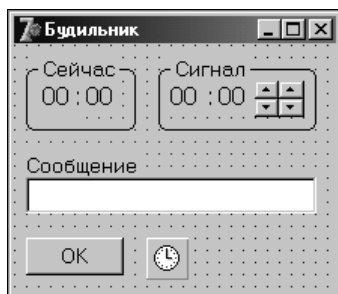 Будильник
Сейчас Сигнал
00 : 00 00 : 00
Сообщение
OK